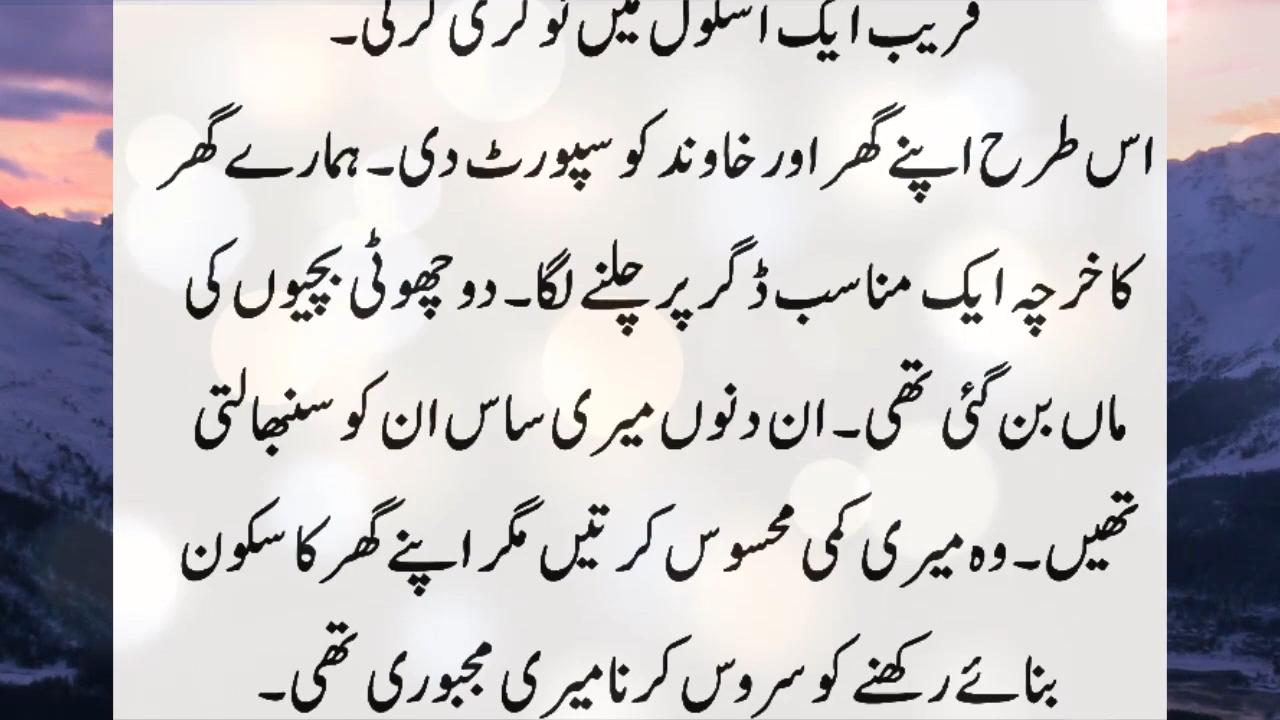 قریب ایک اسکول میں نوکری کرلی۔
اس طرح اپنے گھر اور خاوند کو سپورٹ دی۔ ہمارے گھر
کا خرچہ ایک مناسب ڈگر پر چلنے لگا۔ دو چھوٹی بچیوں کی
ماں بن گئی تھی۔ ان دنوں میری ساس ان کو سنبھالتی
تھیں۔ وہ میری کمی محسوس کرتیں مگر اپنے گھر کا سکون
بنائے رکھنے کو سروس کرنا میری مجبوری تھی۔